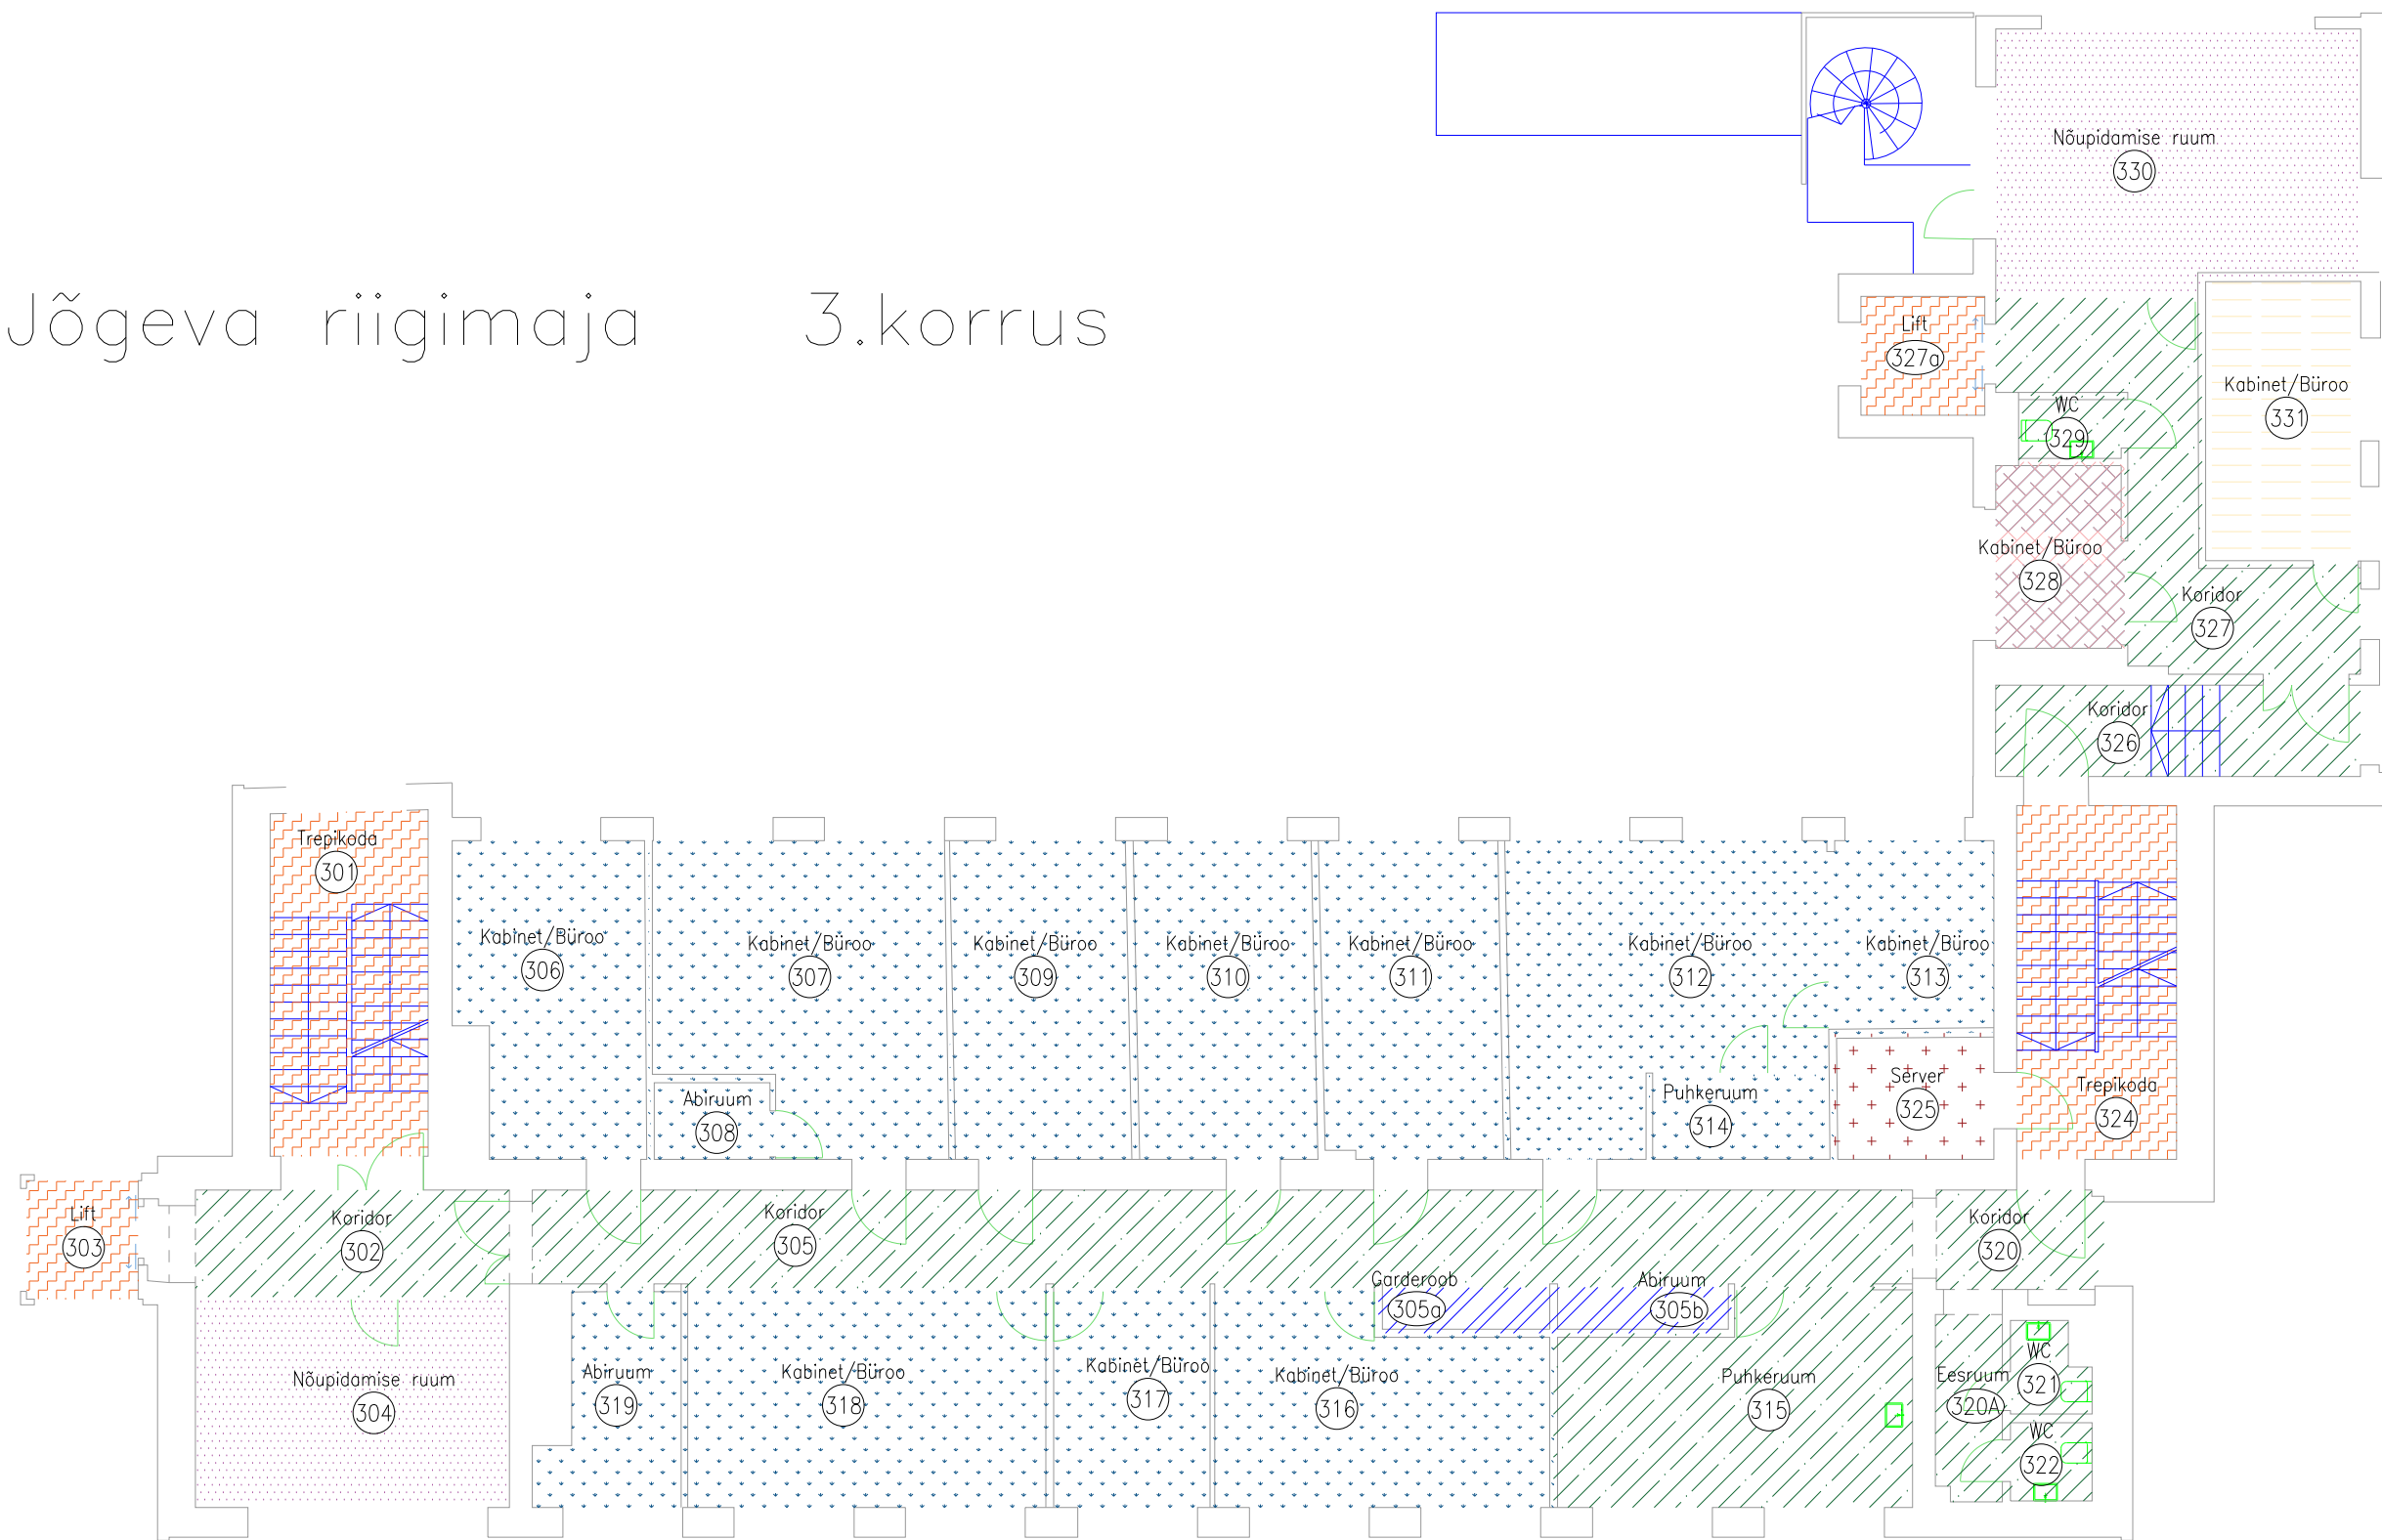 Nõupidamise ruum
330
Jõgeva riigimaja 3.korrus
Lift
327a
Kabinet/Büroo
331
WC
329
Kabinet/Büroo
328
Koridor
327
Koridor
326
Trepikoda
301
Kabinet/Büroo
306
Kabinet/Büroo
307
Kabinet/Büroo
309
Kabinet/Büroo
310
Kabinet/Büroo
311
Kabinet/Büroo
312
Kabinet/Büroo
313
Abiruum
308
Puhkeruum
314
Server
325
Trepikoda
324
Lift
303
Koridor
302
Koridor
305
Koridor
320
Garderoob
305a
Abiruum
305b
Nõupidamise ruum
304
Abiruum
319
Kabinet/Büroo
318
Kabinet/Büroo
317
Kabinet/Büroo
316
Puhkeruum
315
Eesruum
320A
WC
321
WC
322